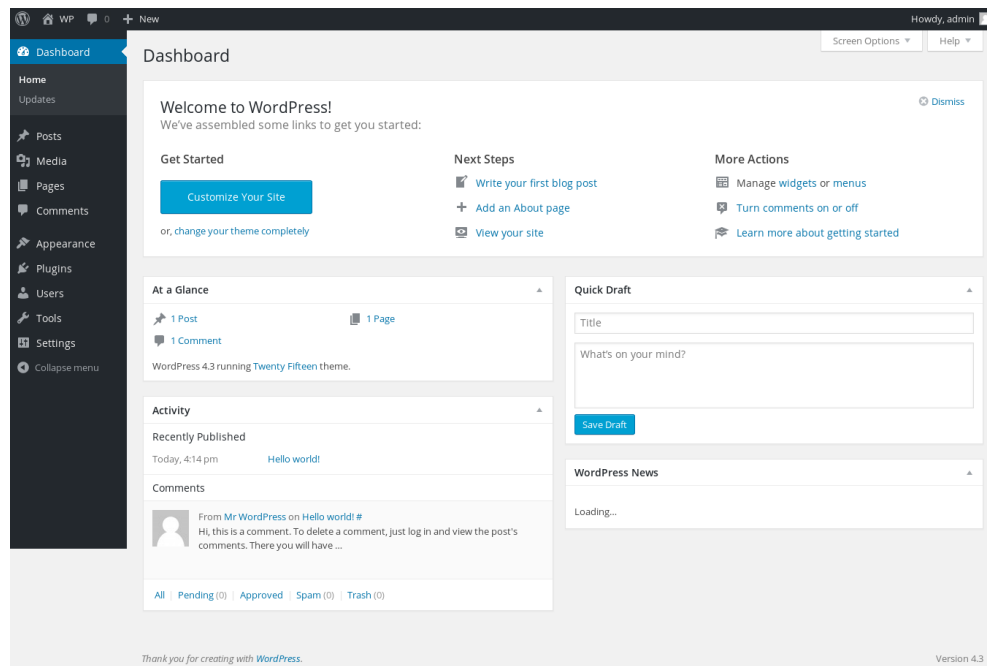 WP 0 + New Howdy, admin
Screen Options Help
Dashboard
Home
Updates
Posts
Media
Pages
Comments
Appearance
Plugins
Users
Tools
Settings
Collapse menu
Dashboard
Welcome to WordPress!
We've assembled some links to get you started:
Dismiss
Get Started
Customize Your Site
or, change your theme completely
Next Steps
Write your first blog post
Add an About page
View your site
More Actions
Manage widgets or menus
Turn comments on or off
Learn more about getting started
At a Glance
1 Post 1 Page
1 Comment
WordPress 4.3 running Twenty Fifteen theme.
Activity
Recently Published
Today, 4:14 pm Hello world!
Comments
From Mr WordPress on Hello world! #
Hi, this is a comment. To delete a comment, just log in and view the post's
comments. There you will have ...
All | Pending (0) | Approved | Spam (0) | Trash (0)
Quick Draft
Title
What's on your mind?
Save Draft
WordPress News
Loading...
Thank you for creating with WordPress. Version 4.3